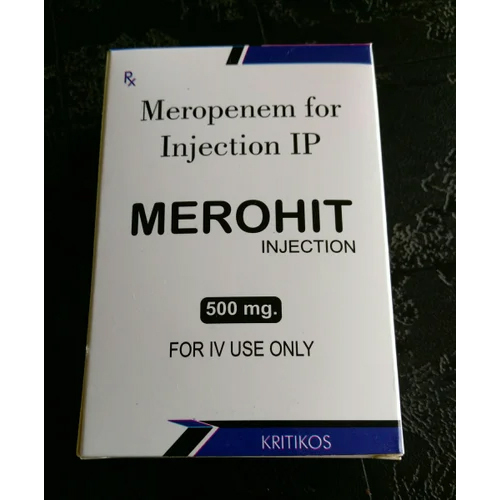 Rx
Meropenem for
Injection IP
MEROHIT
INJECTION
500 mg.
FOR IV USE ONLY
KRITIKOS